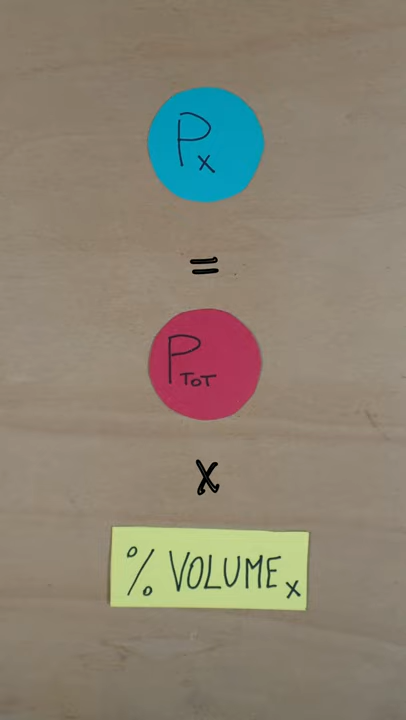 Px
=
PTOT
x
% VOLUMEx